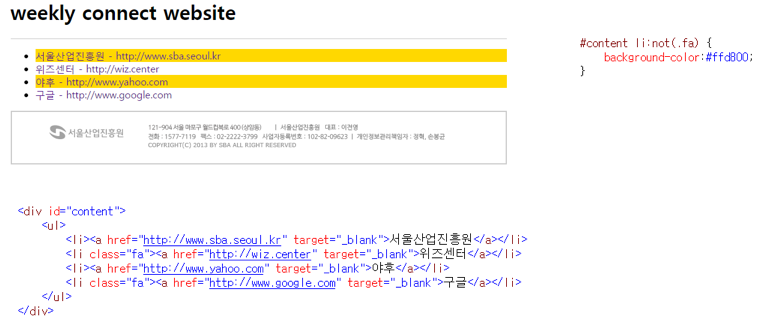 weekly connect website
서울산업진흥원 - http://www.sba.seoul.kr
위즈센터 - http://wiz.center
야후 - http://www.yahoo.com
구글 - http://www.google.com
서울산업진흥원
121-904 서울 마포구 월드컵북로 400 (상암동) | 서울산업진흥원 대표 : 이전영
전화 : 1577-7119 팩스 : 02-2222-3799 사업자등록번호 : 102-82-09623 | 개인정보관리책임자 : 정혁, 손봉균
COPYRIGHT(C) 2013 BY SBA ALL RIGHT RESERVED
#content li:not(.fa) {
background-color:#ffd800;
}
<div id="content">
<ul>
<li><a href="http://www.sba.seoul.kr" target="_blank">서울산업진흥원</a></li>
<li class="fa"><a href="http://wiz.center" target="_blank">위즈센터</a></li>
<li><a href="http://www.yahoo.com" target="_blank">야후</a></li>
<li class="fa"><a href="http://www.google.com" target="_blank">구글</a></li>
</ul>
</div>